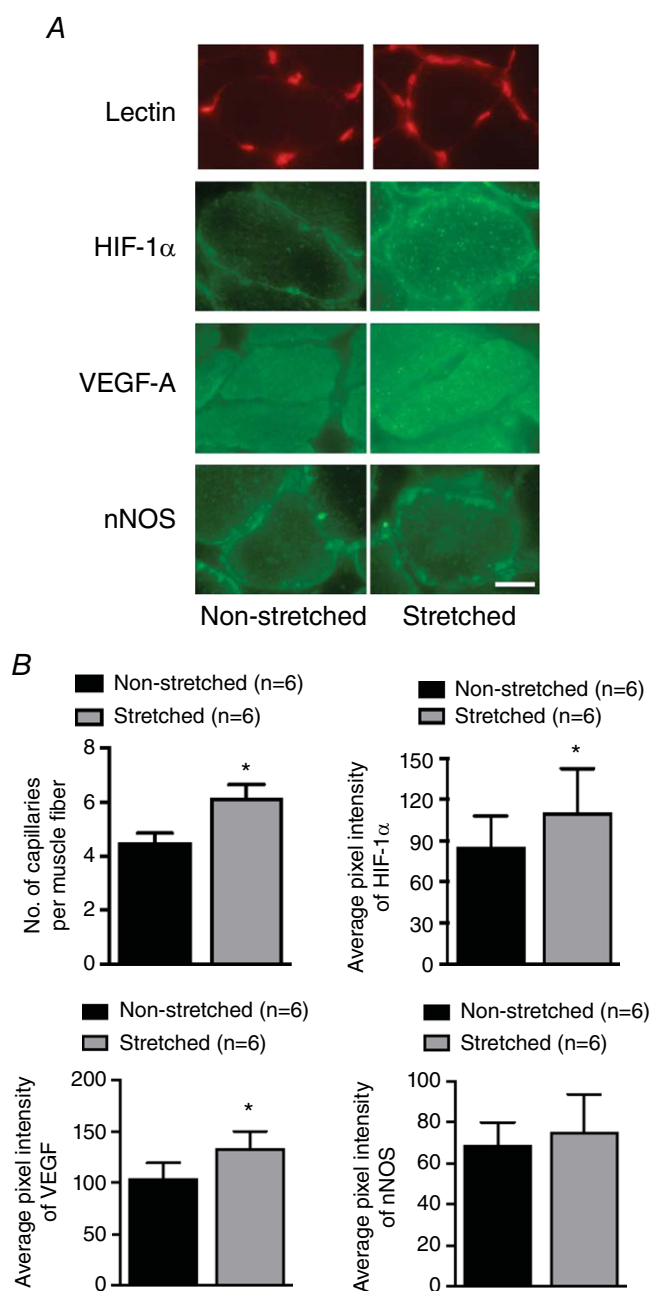 A
Lectin
HIF-1α
VEGF-A
nNOS
Non-stretched Stretched
B
Non-stretched (n=6)
Stretched (n=6)
No. of capillaries
per muscle fiber
8
6
4
2
0
*
Non-stretched (n=6)
Stretched (n=6)
Average pixel intensity
of HIF-1α
150
120
90
60
30
0
*
Non-stretched (n=6)
Stretched (n=6)
Average pixel intensity
of VEGF
200
150
100
50
0
*
Non-stretched (n=6)
Stretched (n=6)
Average pixel intensity
of nNOS
100
80
60
40
20
0